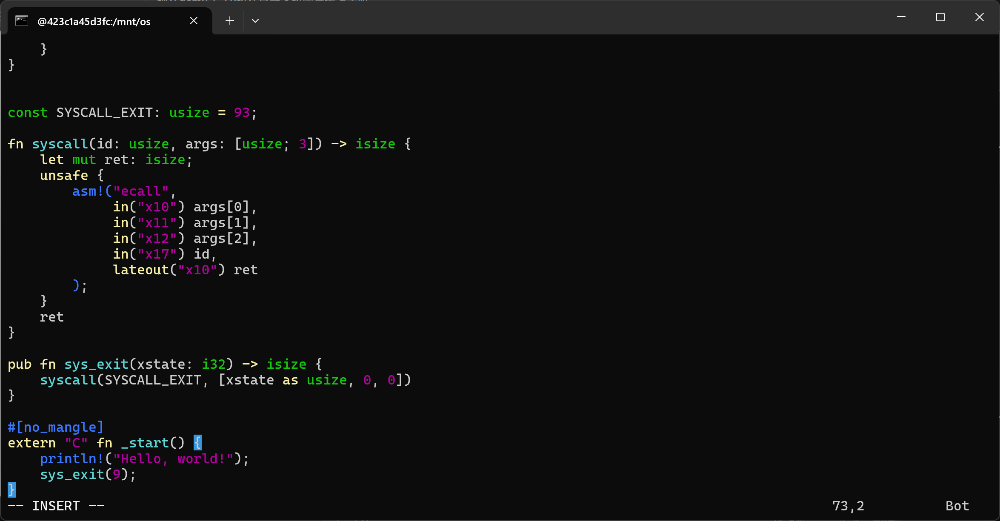 @423c1a45d3fc:/mnt/os
    }
}
const SYSCALL_EXIT: usize = 93;
fn syscall(id: usize, args: [usize; 3]) -> isize {
    let mut ret: isize;
    unsafe {
        asm!("ecall",
             in("x10") args[0],
             in("x11") args[1],
             in("x12") args[2],
             in("x17") id,
             lateout("x10") ret
        );
    }
    ret
}
pub fn sys_exit(xstate: i32) -> isize {
    syscall(SYSCALL_EXIT, [xstate as usize, 0, 0])
}
#[no_mangle]
extern "C" fn _start() {
    println!("Hello, world!");
    sys_exit(9);
}
-- INSERT -- 73,2 Bot